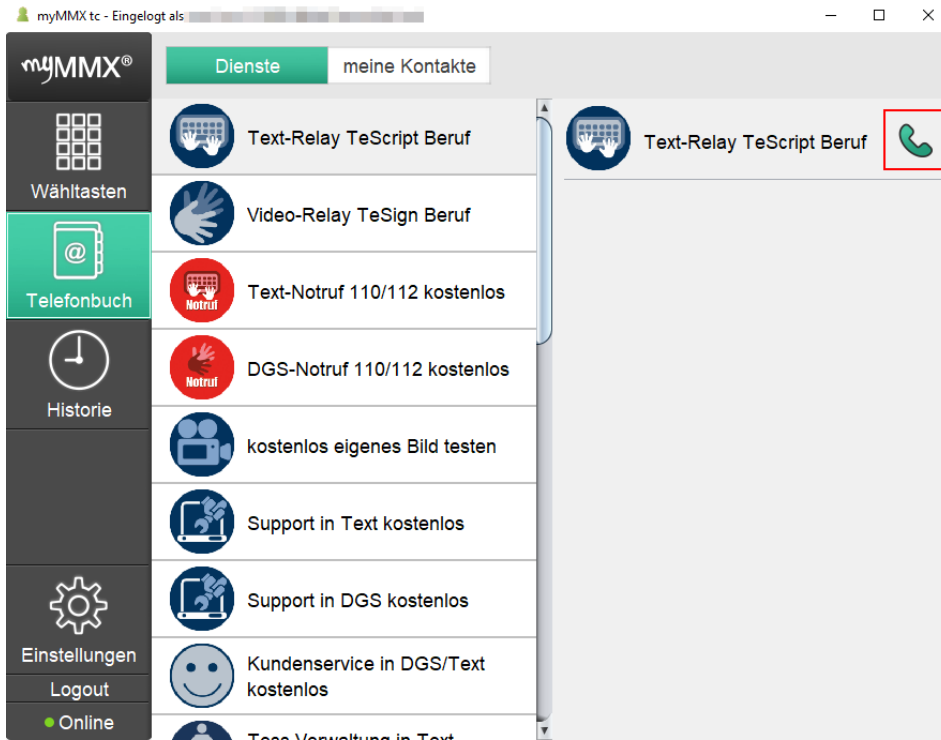 myMMX tc - Eingelogt als
myMMX®
Dienste
meine Kontakte
Wähltasten
@
Telefonbuch
Historie
Einstellungen
Logout
Online
Text-Relay TeScript Beruf
Video-Relay TeSign Beruf
Notruf
Text-Notruf 110/112 kostenlos
Notruf
DGS-Notruf 110/112 kostenlos
kostenlos eigenes Bild testen
Support in Text kostenlos
Support in DGS kostenlos
Kundenservice in DGS/Text
kostenlos
Text-Relay TeScript Beruf